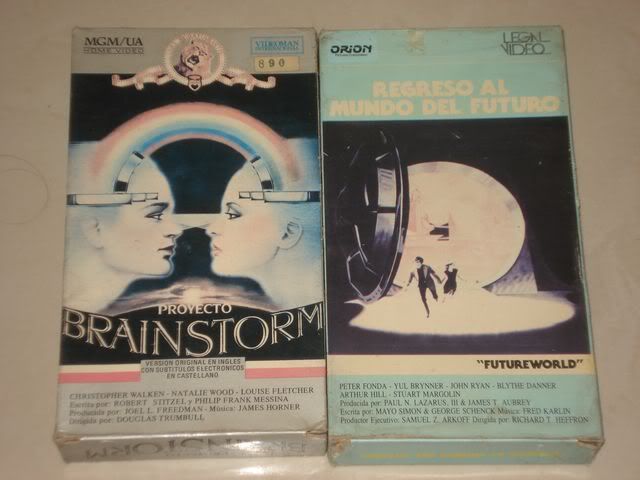 MGM/UA
HOME VIDEO
VIDEOMAN
INTERNACIONAL
890
PROYECTO
BRAINSTORM
VERSION ORIGINAL EN INGLES
CON SUBTITULOS ELECTRONICOS
EN CASTELLANO
CHRISTOPHER WALKEN - NATALIE WOOD - LOUISE FLETCHER
Escrita por: ROBERT STITZEL y PHILIP FRANK MESSINA
Producida por: JOEL L. FREEDMAN - Música: JAMES HORNER
Dirigida por: DOUGLAS TRUMBULL
BRAINSTORM
ORION
LEGAL
VIDEO
REGRESO AL
MUNDO DEL FUTURO
"FUTUREWORLD"
PETER FONDA - YUL BRYNNER - JOHN RYAN - BLYTHE DANNER
ARTHUR HILL - STUART MARGOLIN
Producida por: PAUL N. LAZARUS, III & JAMES T. AUBREY
Escrita por: MAYO SIMON & GEORGE SCHENCK Música: FRED KARLIN
Productor Ejecutivo: SAMUEL Z. ARKOFF Dirigida por: RICHARD T. HEFFRON